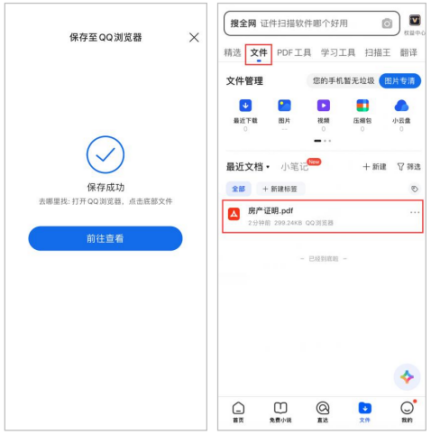 保存至QQ浏览器
保存成功
去哪里找: 打开QQ浏览器，点击底部文件
前往查看
搜全网 证件扫描软件哪个好用
精选 文件 PDF工具 学习工具 扫描王 翻译
文件管理 您的手机暂无垃圾 图片专清
最近下载 图片 视频 压缩包 小云盘
0 0 0
最近文档 小笔记 New +新建 筛选
全部 +新建标签
房产证明.pdf
2分钟前 299.24KB QQ浏览器
首页 免费小说 直达 文件 我的